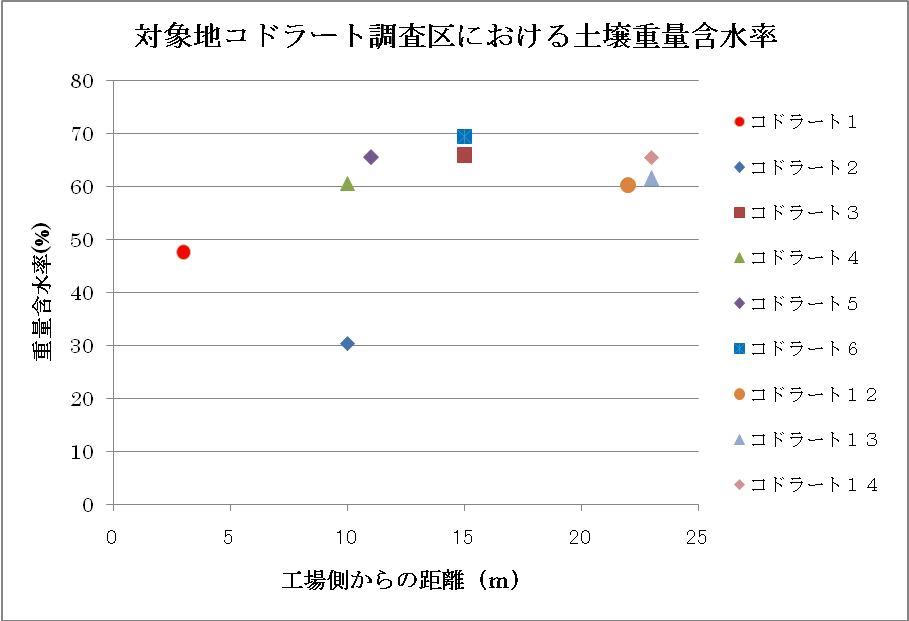 対象地コドラート調査区における土壌重量含水率
80
70
60
50
40
30
20
10
0
重量含水率(%)
0
5
10
15
20
25
工場側からの距離（m）
コドラート１
コドラート２
コドラート３
コドラート４
コドラート５
コドラート６
コドラート１２
コドラート１３
コドラート１４